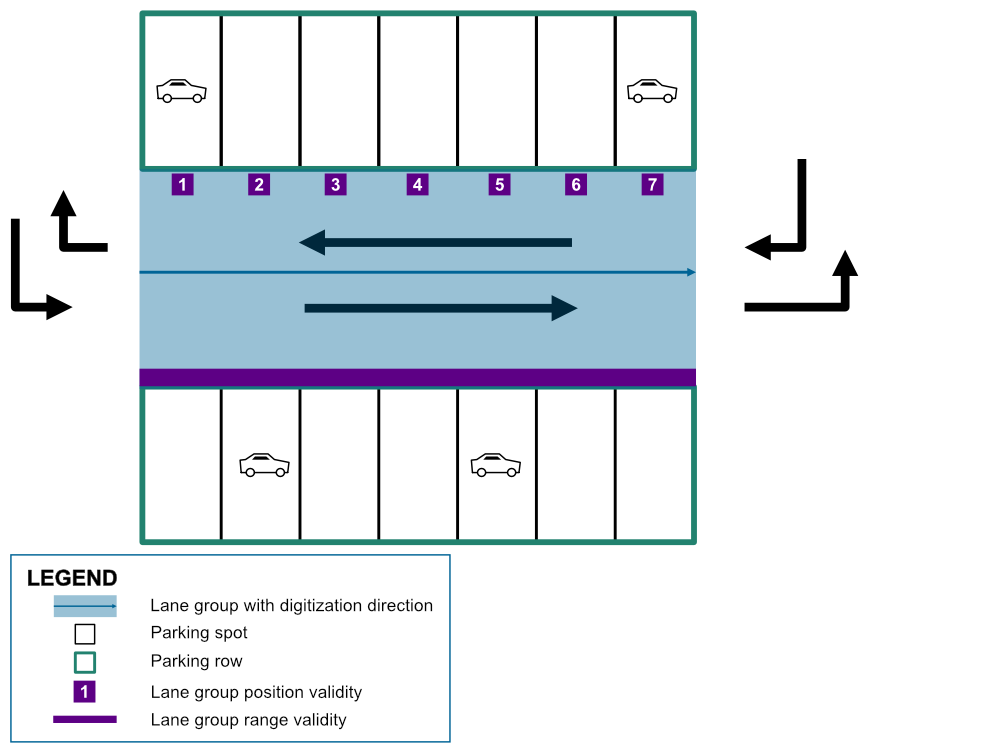 1 2 3 4 5 6 7
LEGEND
Lane group with digitization direction
Parking spot
Parking row
1 Lane group position validity
Lane group range validity